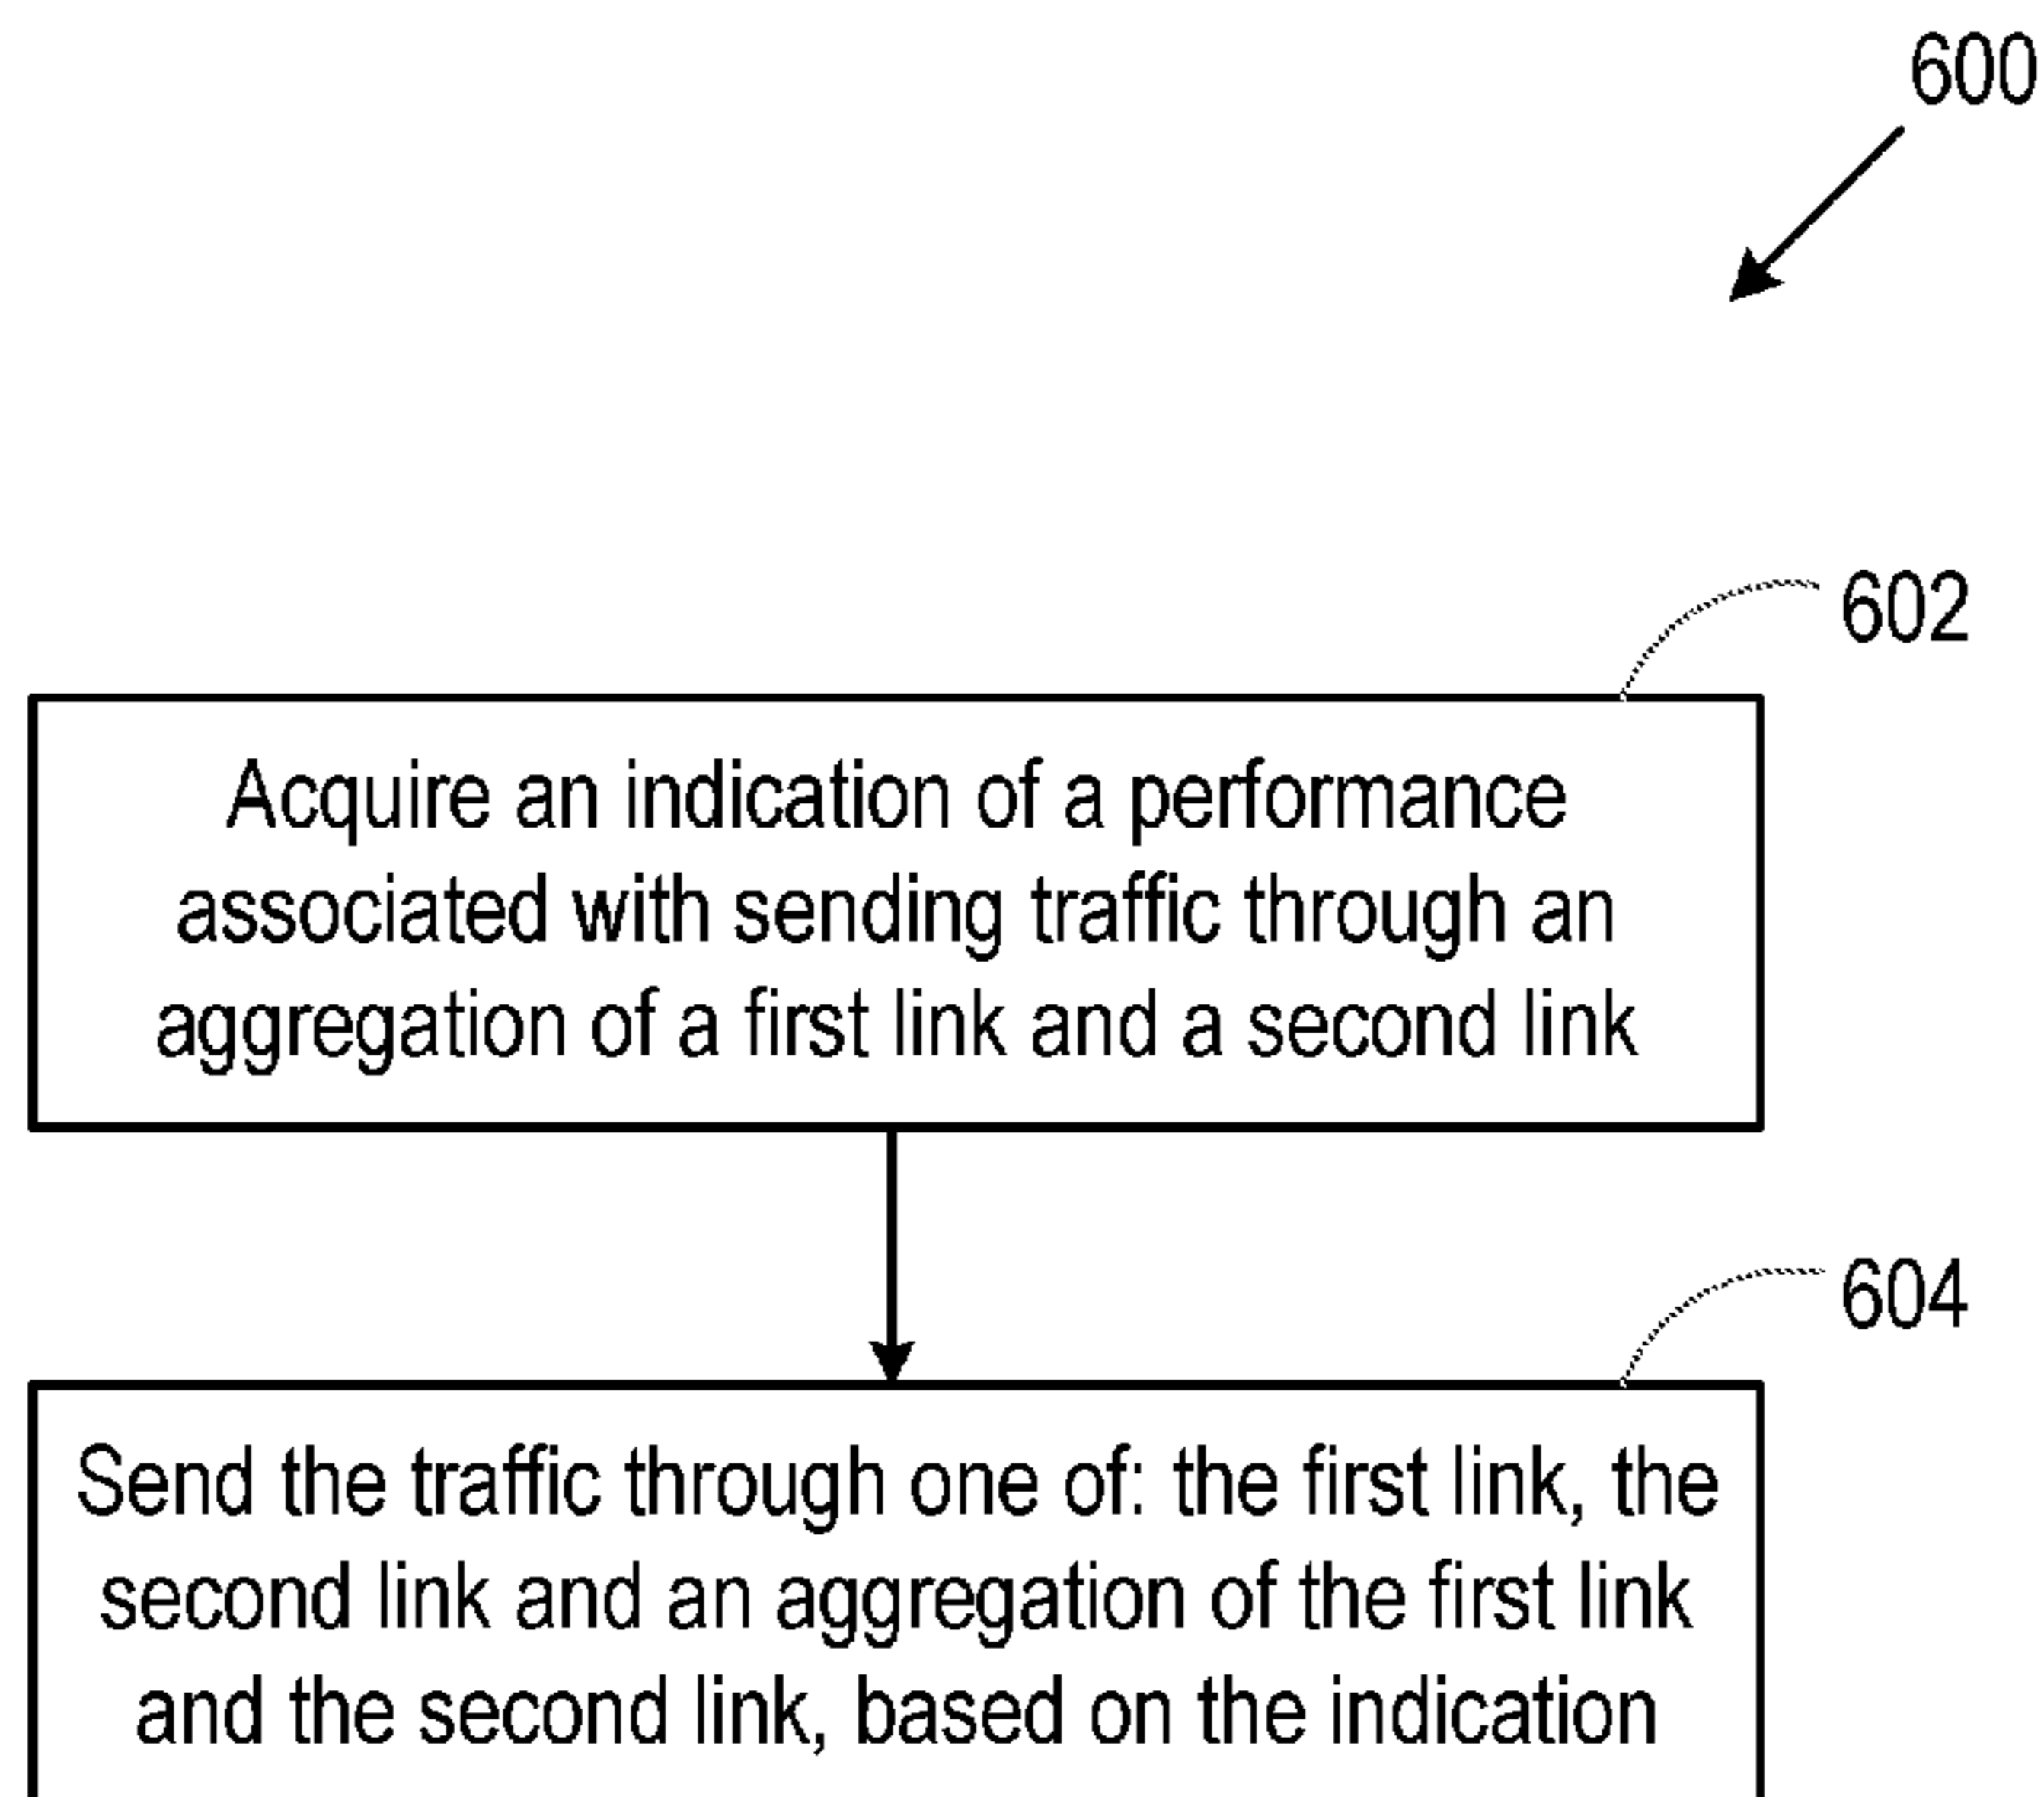 600
602
Acquire an indication of a performance
associated with sending traffic through an
aggregation of a first link and a second link
604
Send the traffic through one of: the first link, the
second link and an aggregation of the first link
and the second link, based on the indication